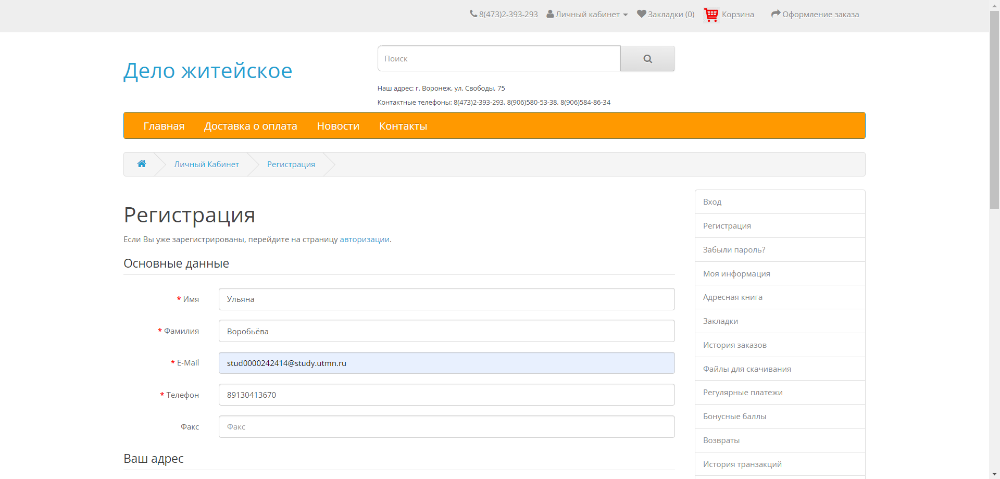 8(473)2-393-293 Личный кабинет Закладки (0) Корзина Оформление заказа
Дело житейское
Поиск
Наш адрес: г. Воронеж, ул. Свободы, 75
Контактные телефоны: 8(473)2-393-293, 8(906)580-53-38, 8(906)584-86-34
Главная Доставка о оплата Новости Контакты
Личный Кабинет Регистрация
Регистрация
Если Вы уже зарегистрированы, перейдите на страницу авторизации.
Основные данные
* Имя Ульяна
* Фамилия Воробьёва
* E-Mail stud0000242414@study.utmn.ru
* Телефон 89130413670
Факс Факс
Ваш адрес
Вход
Регистрация
Забыли пароль?
Моя информация
Адресная книга
Закладки
История заказов
Файлы для скачивания
Регулярные платежи
Бонусные баллы
Возвраты
История транзакций